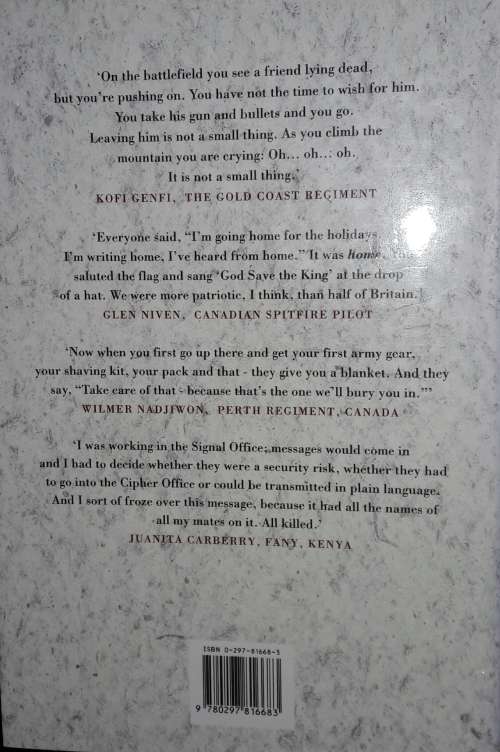 ‘On the battlefield you see a friend lying dead,
but you're pushing on. You have not the time to wish for him.
You take his gun and bullets and you go.
Leaving him is not a small thing. As you climb the
mountain you are crying: Oh... oh... oh.
It is not a small thing.’
KOFI GENFI, THE GOLD COAST REGIMENT
‘Everyone said, “I'm going home for the holidays,
I'm writing home, I've heard from home.” It was home.
saluted the flag and sang ‘God Save the King’ at the drop
of a hat. We were more patriotic, I think, than half of Britain.’
GLEN NIVEN, CANADIAN SPITFIRE PILOT
‘Now when you first go up there and get your first army gear,
your shaving kit, your pack and that - they give you a blanket. And they
say, “Take care of that - because that's the one we'll bury you in.”’
WILMER NADJIWON, PERTH REGIMENT, CANADA
‘I was working in the Signal Office; messages would come in
and I had to decide whether they were a security risk, whether they had
to go into the Cipher Office or could be transmitted in plain language.
And I sort of froze over this message, because it had all the names of
all my mates on it. All killed.’
JUANITA CARBERRY, FANY, KENYA
ISBN 0-297-81668-5
9 780297 816683